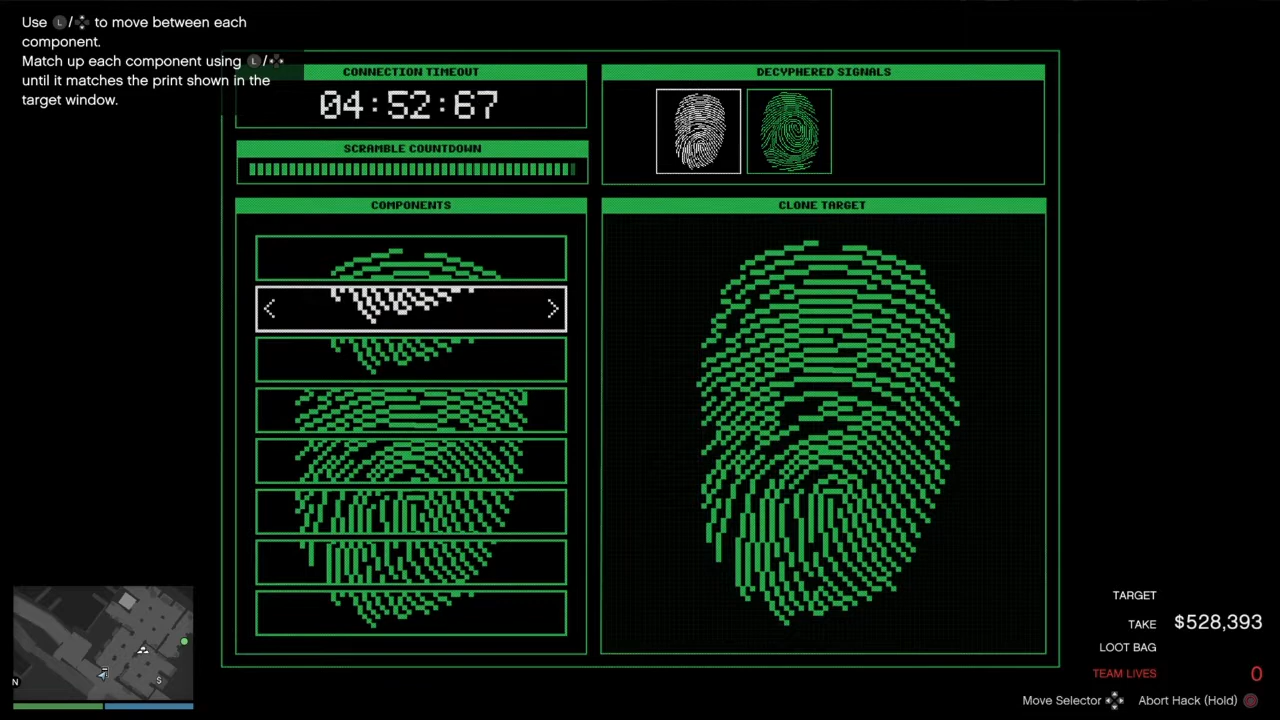 Use L/ to move between each
component.
Match up each component using L/
until it matches the print shown in the
target window.
CONNECTION TIMEOUT
04:52:67
DECYPHERED SIGNALS
SCRAMBLE COUNTDOWN
COMPONENTS
CLONE TARGET
TARGET
TAKE $528,393
LOOT BAG
TEAM LIVES 0
Move Selector Abort Hack (Hold)
N
S